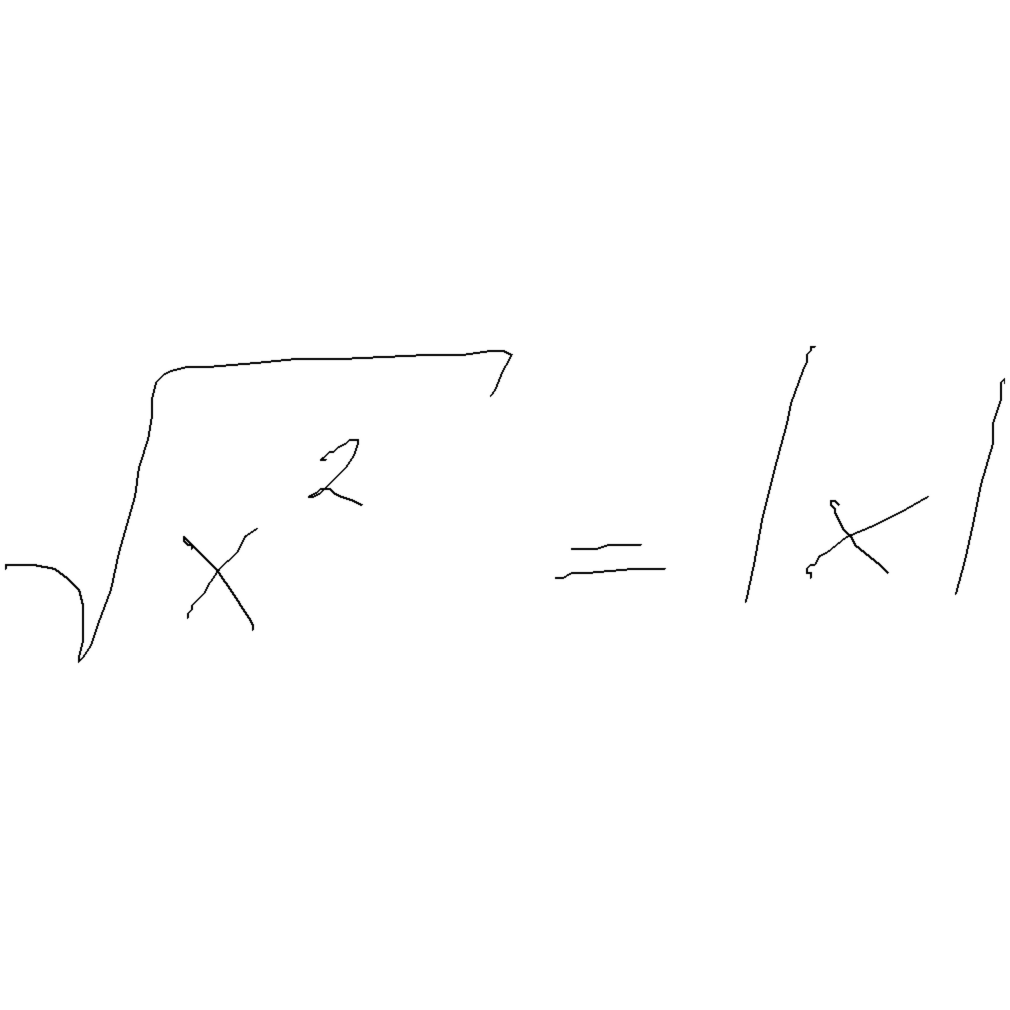 √x² = |x|